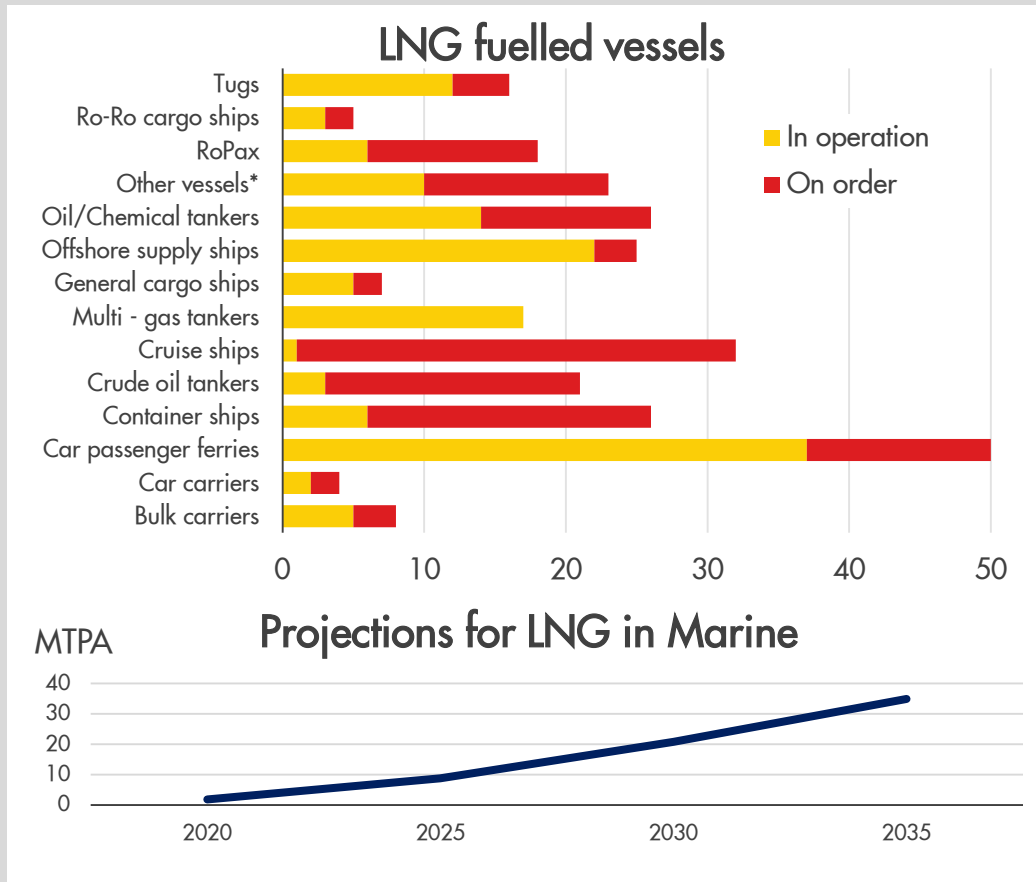 LNG fuelled vessels
Tugs
Ro-Ro cargo ships
RoPax
Other vessels*
Oil/Chemical tankers
Offshore supply ships
General cargo ships
Multi - gas tankers
Cruise ships
Crude oil tankers
Container ships
Car passenger ferries
Car carriers
Bulk carriers
In operation
On order
0 10 20 30 40 50
Projections for LNG in Marine
MTPA
40
30
20
10
0
2020 2025 2030 2035